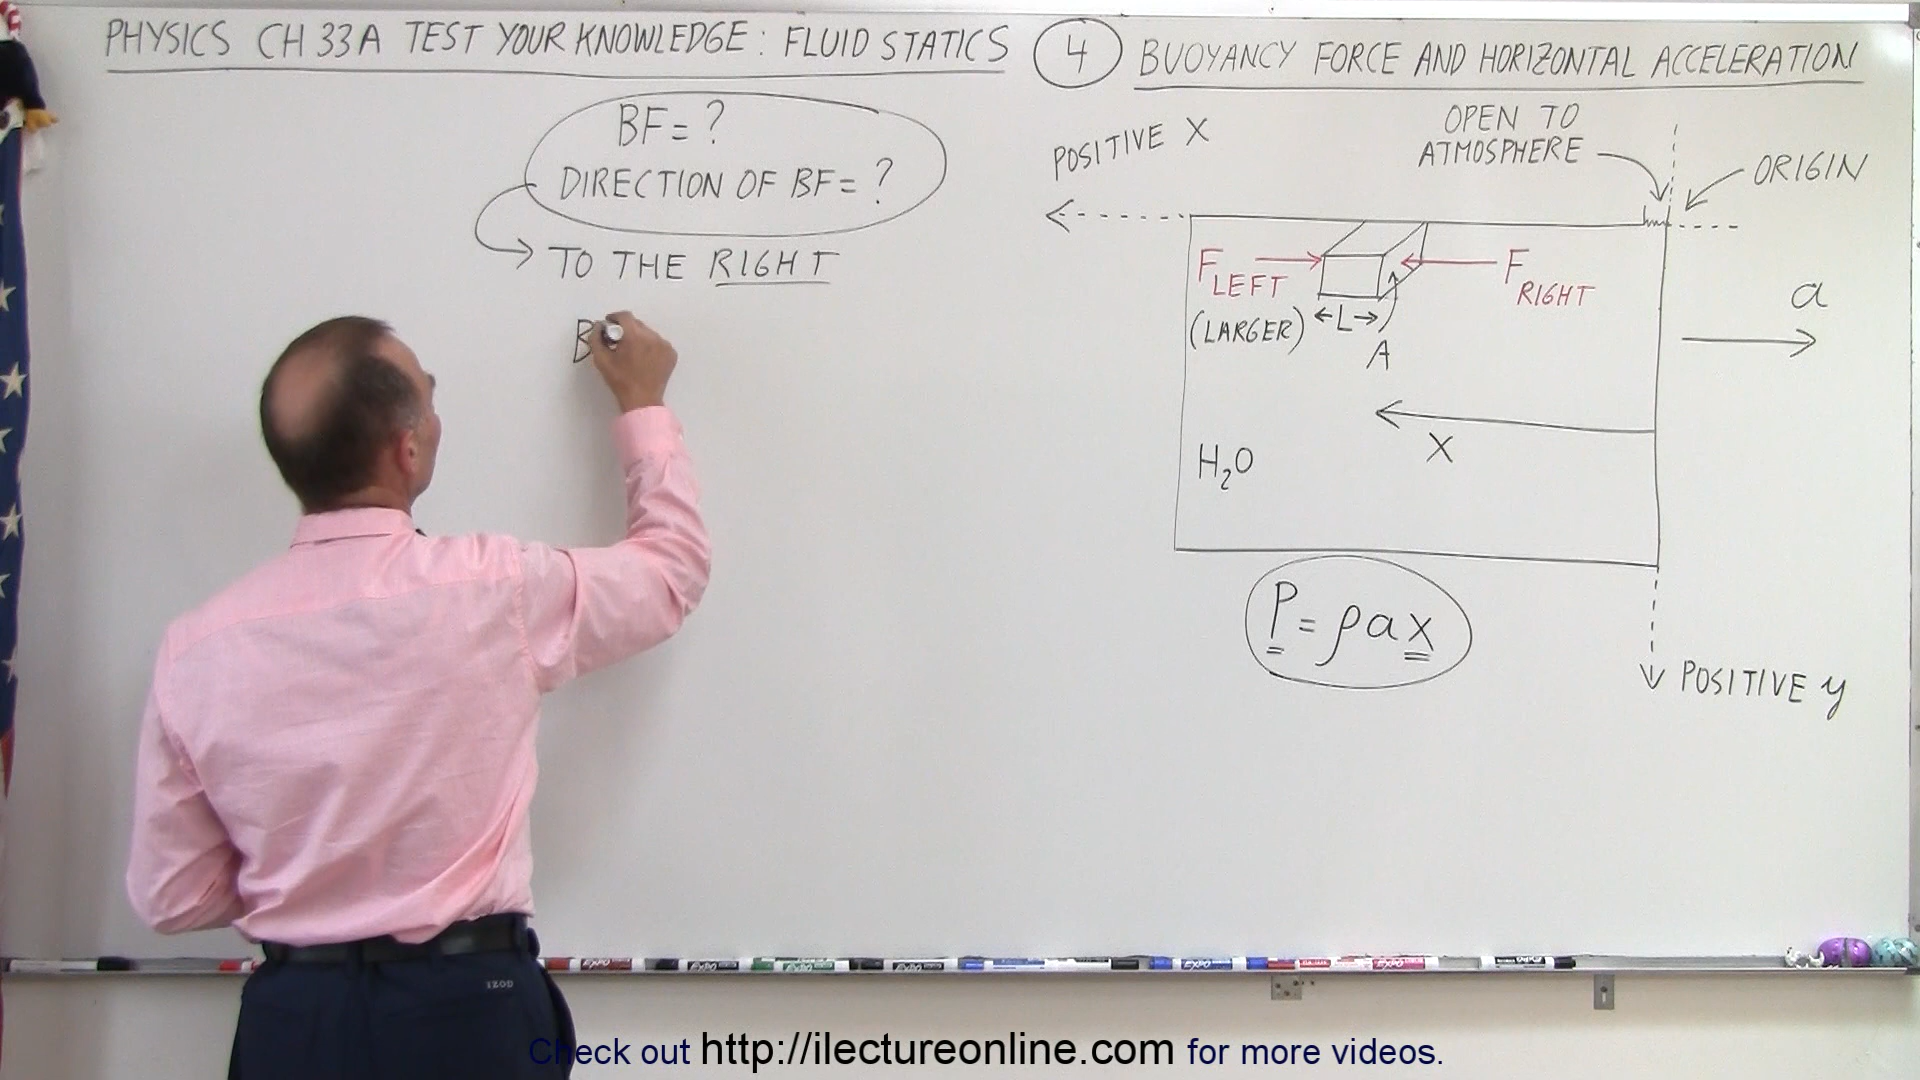 PHYSICS CH 33A TEST YOUR KNOWLEDGE: FLUID STATICS 4 BUOYANCY FORCE AND HORIZONTAL ACCELERATION
BF = ?
DIRECTION OF BF = ?
TO THE RIGHT
B
POSITIVE X
OPEN TO
ATMOSPHERE
ORIGIN
F LEFT
(LARGER)
F RIGHT
←L→
A
a
X
H₂O
P = ρax
POSITIVE y
EXPO
IZOD
Check out http://ilectureonline.com for more videos.